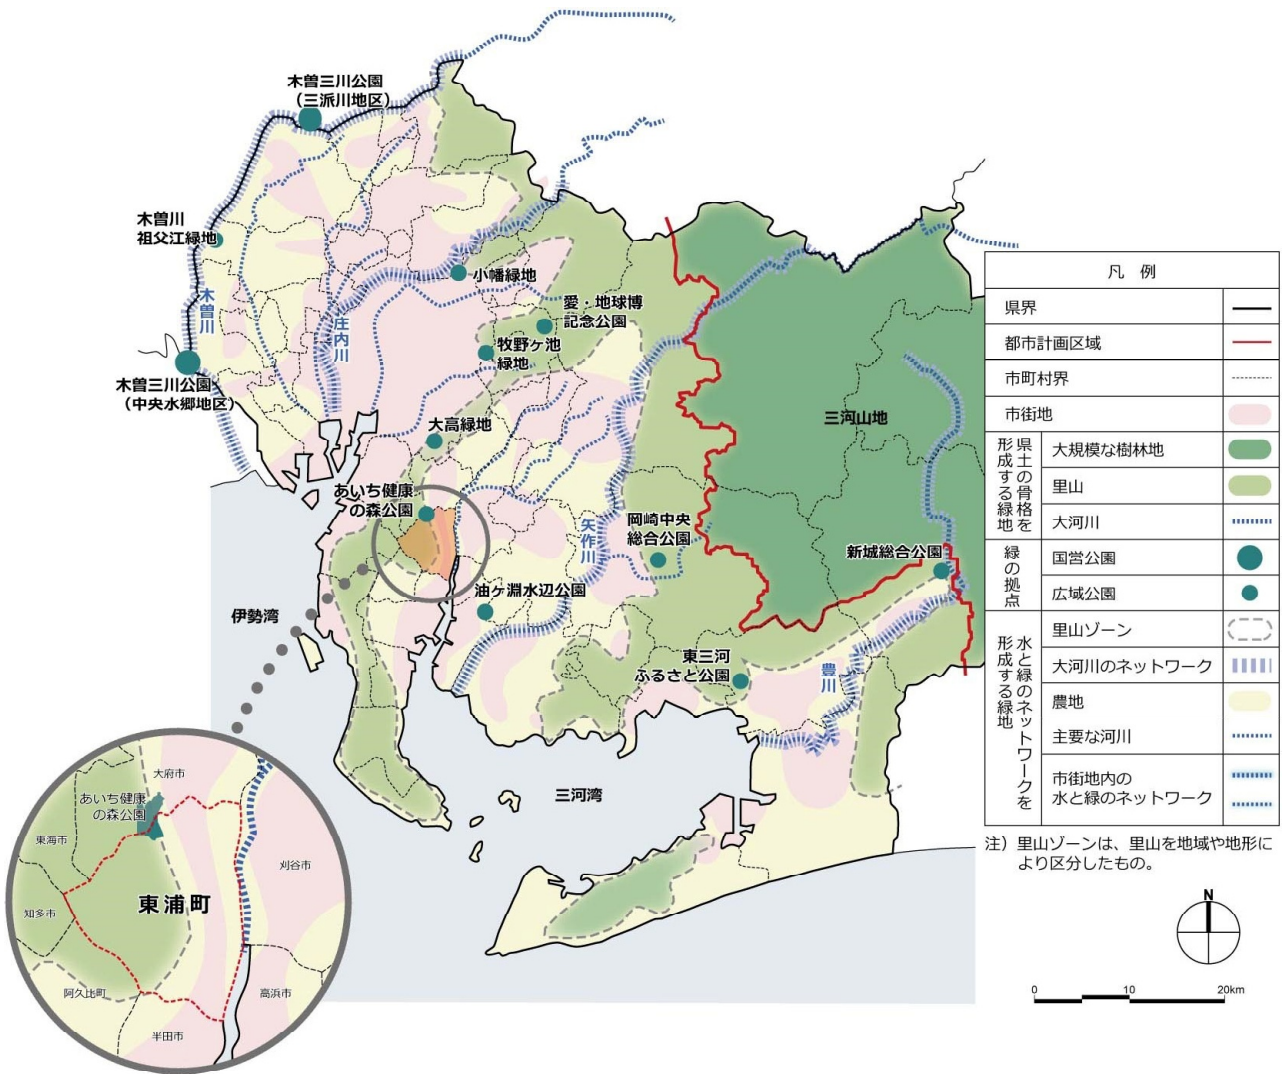 木曽三川公園
（三派川地区）
木曽川
祖父江緑地
木曽川
庄内川
小幡緑地
愛・地球博
記念公園
牧野ヶ池
緑地
木曽三川公園
（中央水郷地区）
大高緑地
三河山地
あいち健康
の森公園
矢作川
岡崎中央
総合公園
新城総合公園
油ヶ淵水辺公園
伊勢湾
東三河
ふるさと公園
豊川
三河湾
大府市
あいち健康
の森公園
東海市
刈谷市
東浦町
知多市
阿久比町
高浜市
半田市
凡 例
県界
都市計画区域
市町村界
市街地
県土の骨格を
形成する緑地
大規模な樹林地
里山
大河川
緑の拠点
国営公園
広域公園
水と緑のネットワークを
形成する緑地
里山ゾーン
大河川のネットワーク
農地
主要な河川
市街地内の
水と緑のネットワーク
注）里山ゾーンは、里山を地域や地形に
より区分したもの。
N
0 10 20km